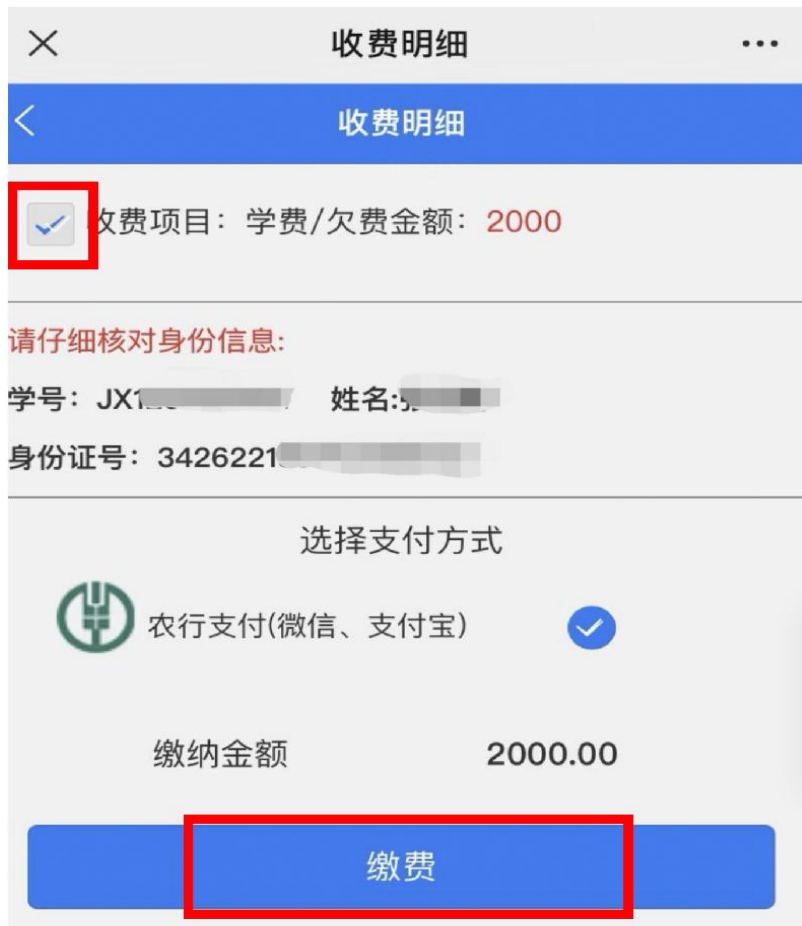 收费明细
收费明细
收费项目：学费/欠费金额：2000
请仔细核对身份信息:
学号：JX1 姓名:
身份证号：3426221
选择支付方式
农行支付(微信、支付宝)
缴纳金额 2000.00
缴费